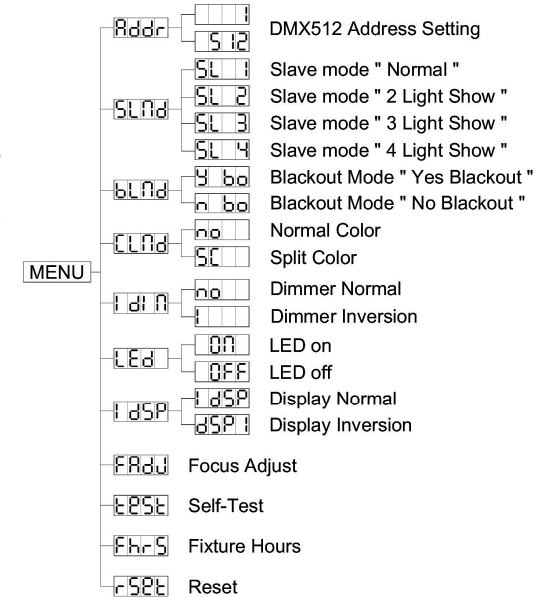 MENU
Addr
1
512
DMX512 Address Setting
SLMd
SL 1
Slave mode " Normal "
SL 2
Slave mode " 2 Light Show "
SL 3
Slave mode " 3 Light Show "
SL 4
Slave mode " 4 Light Show "
bLMd
y bo
Blackout Mode " Yes Blackout "
n bo
Blackout Mode " No Blackout "
CLMd
no
Normal Color
SC
Split Color
IdIM
no
Dimmer Normal
I
Dimmer Inversion
LEd
ON
LED on
OFF
LED off
IdSP
IdSP
Display Normal
dSPI
Display Inversion
FAdJ
Focus Adjust
tESt
Self-Test
FhrS
Fixture Hours
rSEt
Reset